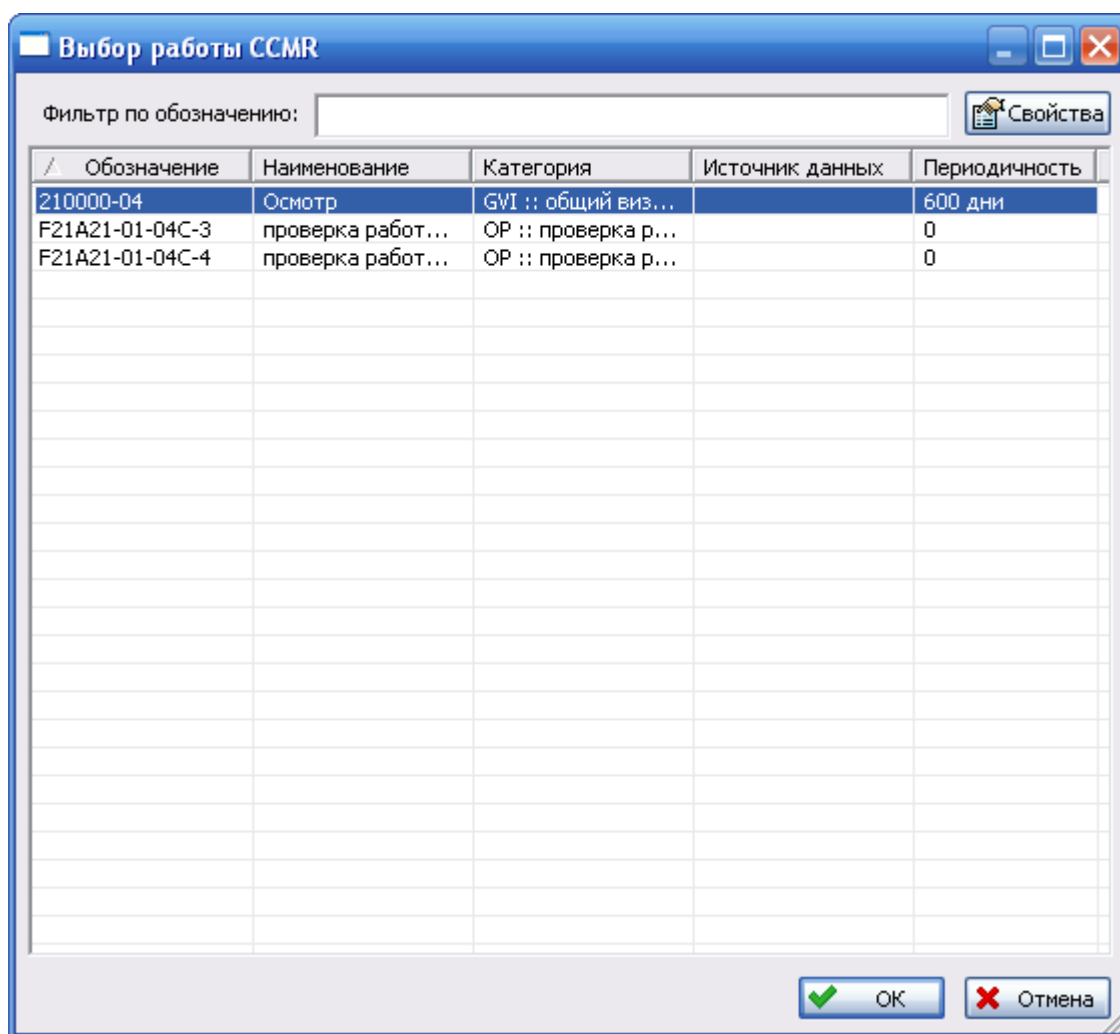 Выбор работы CCMR
Фильтр по обозначению: Свойства
Обозначение Наименование Категория Источник данных Периодичность
210000-04 Осмотр GVI :: общий виз... 600 дни
F21A21-01-04C-3 проверка работ... OP :: проверка р... 0
F21A21-01-04C-4 проверка работ... OP :: проверка р... 0
OK Отмена